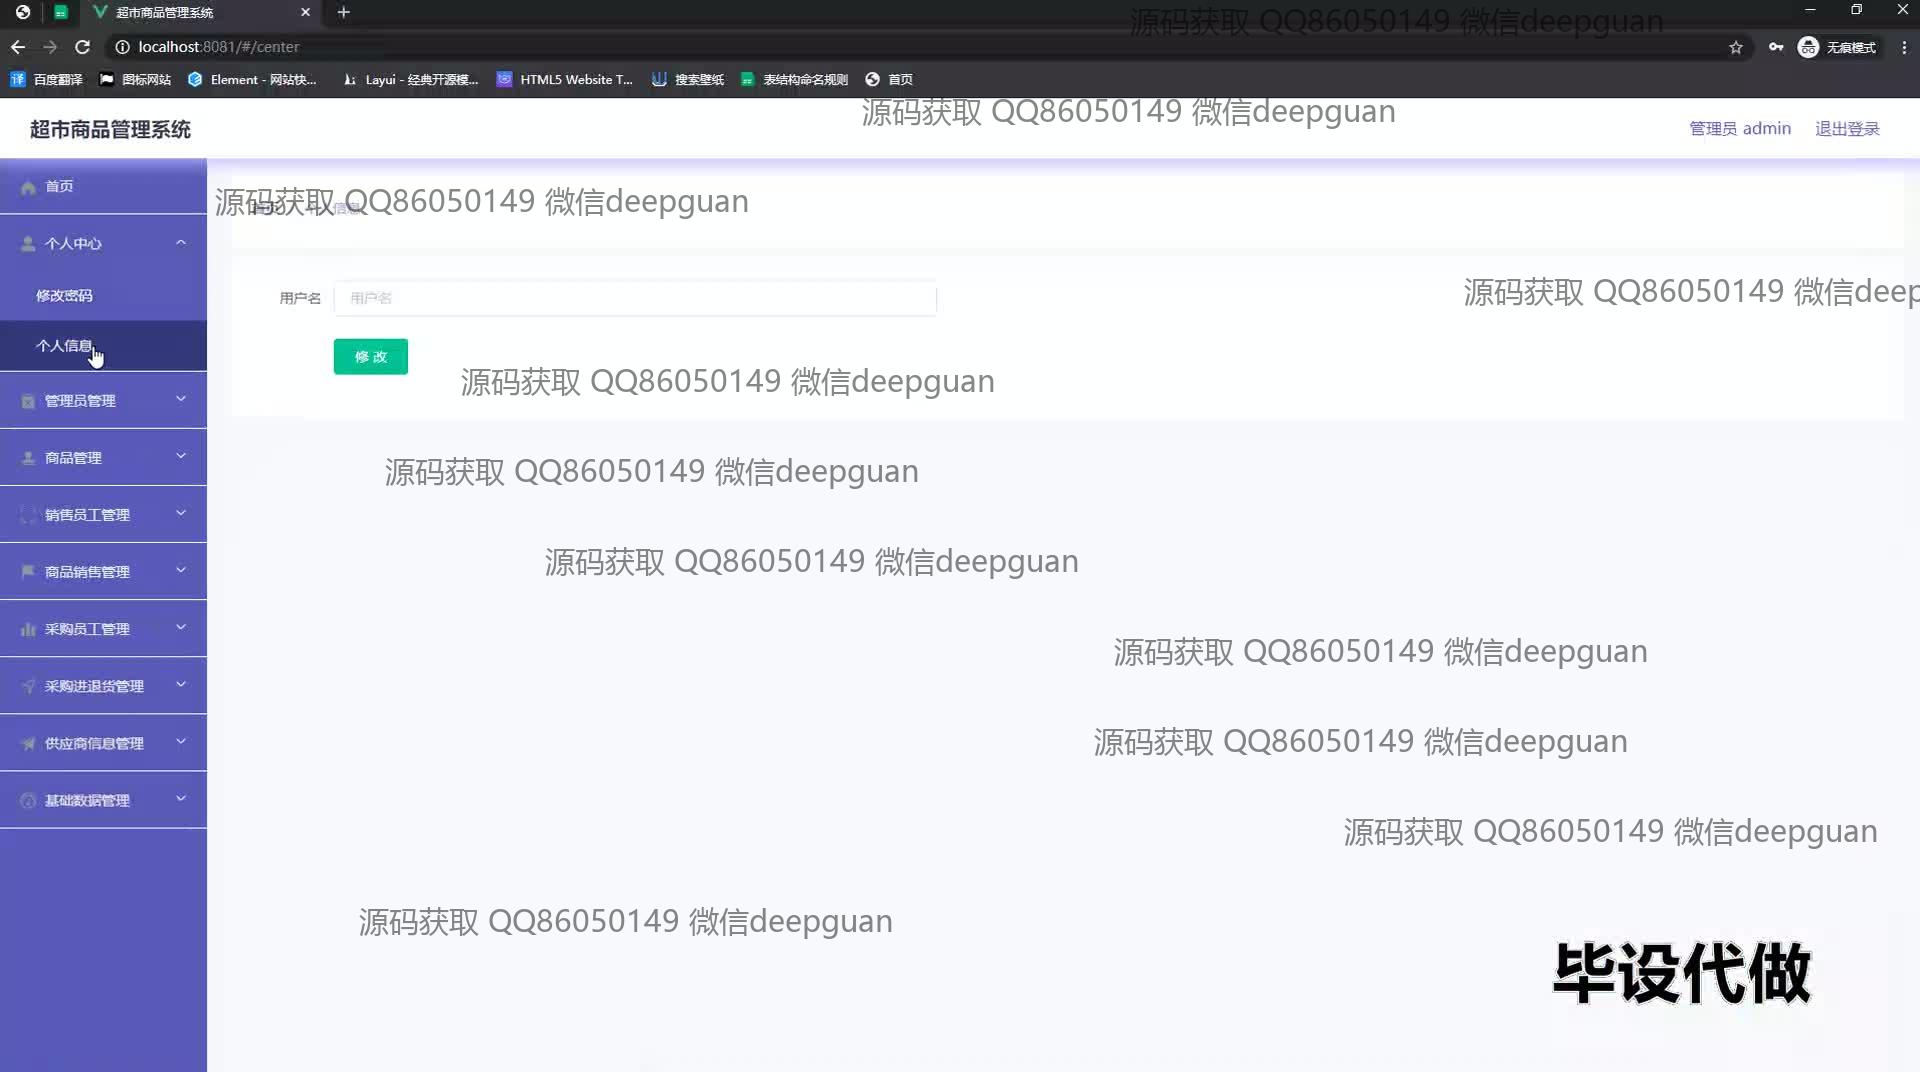 超市商品管理系统
源码获取 QQ86050149 微信deepguan
localhost:8081/#/center
无痕模式
百度翻译
图标网站
Element - 网站快...
Layui - 经典开源模...
HTML5 Website T...
搜索壁纸
表结构命名规则
首页
源码获取 QQ86050149 微信deepguan
超市商品管理系统
管理员 admin
退出登录
首页
源码获取 QQ86050149 微信deepguan
个人中心
修改密码
个人信息
管理员管理
商品管理
销售员工管理
商品销售管理
采购员工管理
采购进退货管理
供应商信息管理
基础数据管理
用户名
用户名
源码获取 QQ86050149 微信deep
修 改
源码获取 QQ86050149 微信deepguan
源码获取 QQ86050149 微信deepguan
源码获取 QQ86050149 微信deepguan
源码获取 QQ86050149 微信deepguan
源码获取 QQ86050149 微信deepguan
源码获取 QQ86050149 微信deepguan
源码获取 QQ86050149 微信deepguan
毕设代做